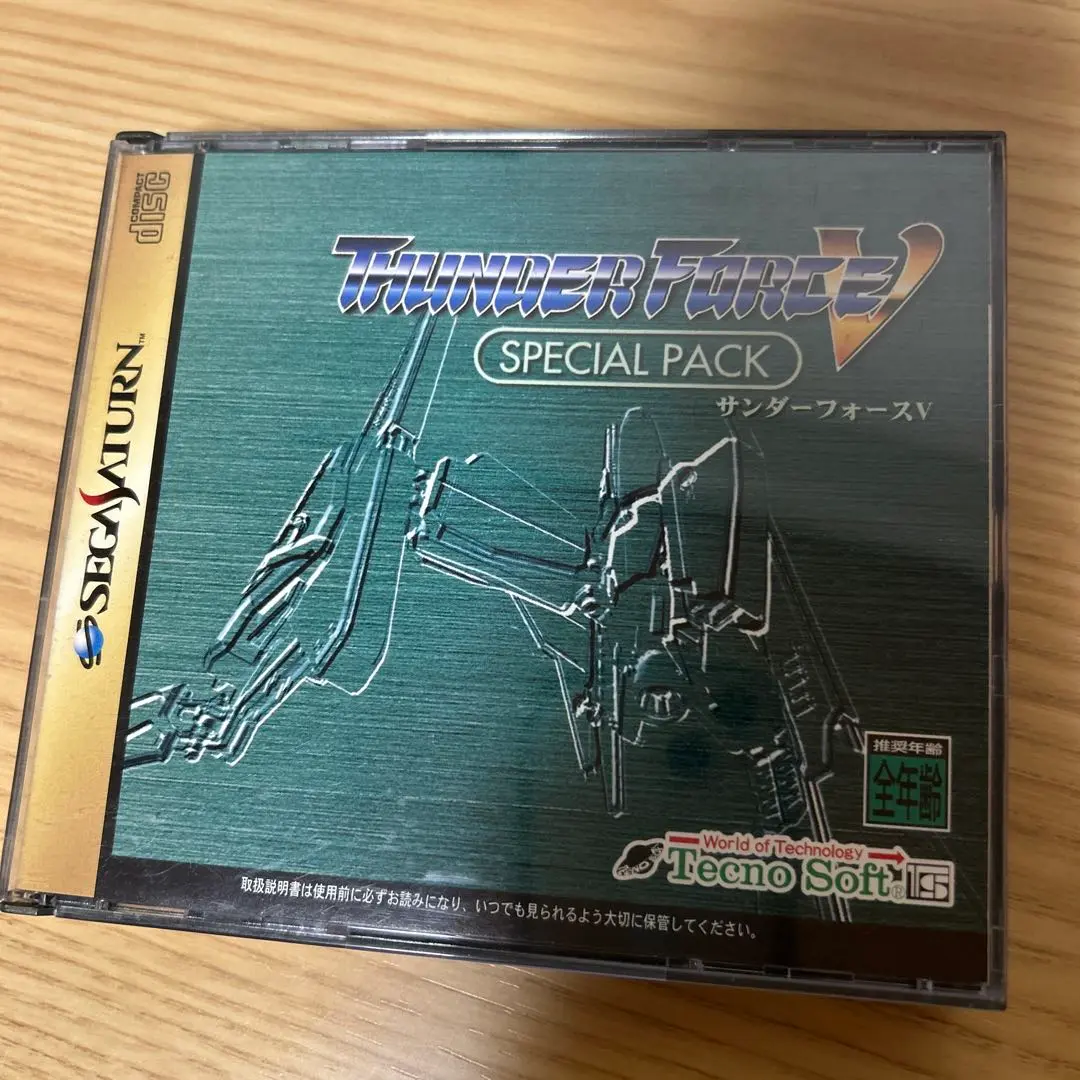 COMPACT
disc
SEGA SATURN™
THUNDER FORCE V
SPECIAL PACK
サンダーフォースV
推奨年齢
全年齢
World of Technology
Tecno Soft®
取扱説明書は使用前に必ずお読みになり、いつでも見られるよう大切に保管してください。